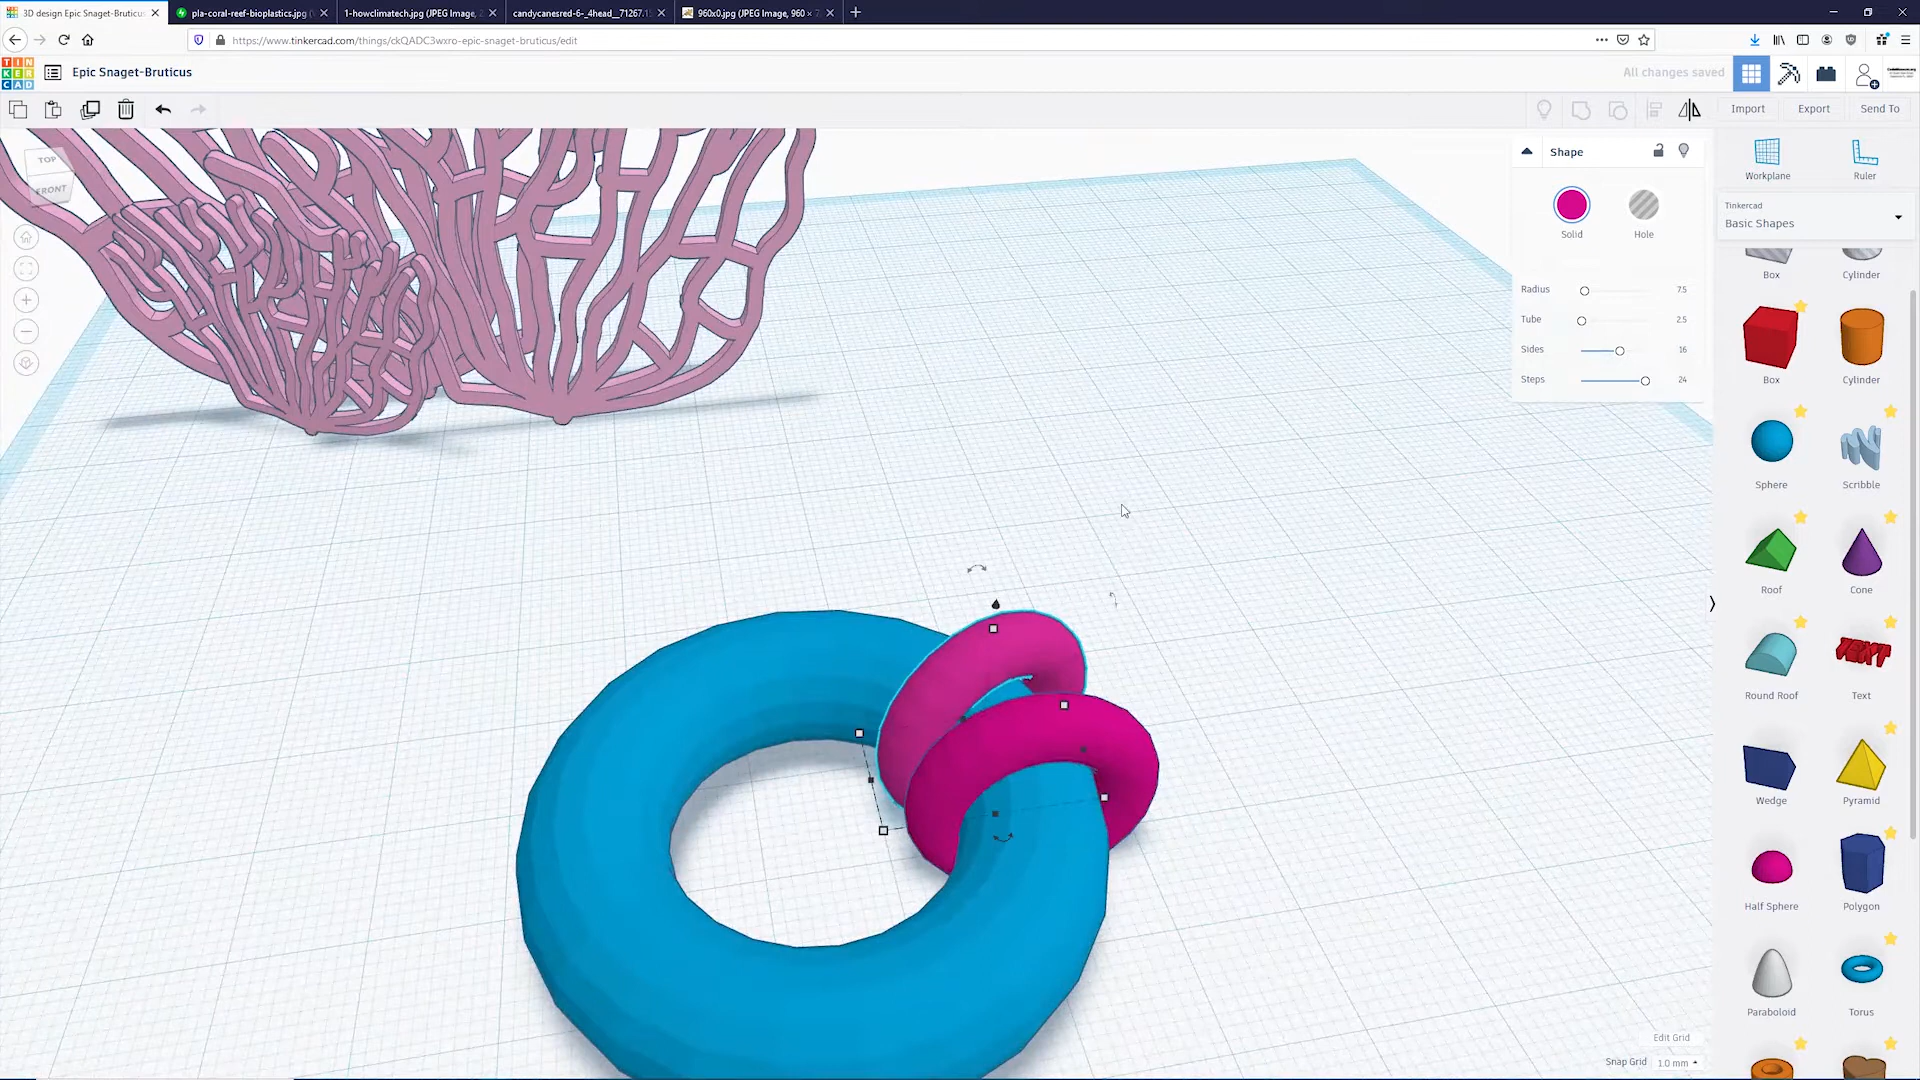 3D design Epic Snaget-Bruticus
pla-coral-reef-bioplastics.jpg (
1-howclimatech.jpg (JPEG Image,
candycanesred-6-_4head__71267.1
960x0.jpg (JPEG Image, 960 × 7
https://www.tinkercad.com/things/ckQADC3wxro-epic-snaget-bruticus/edit
TIN
KER
CAD
Epic Snaget-Bruticus
All changes saved
Import
Export
Send To
TOP
FRONT
Shape
Solid
Hole
Radius 7.5
Tube 2.5
Sides 16
Steps 24
Workplane
Ruler
Tinkercad
Basic Shapes
Box
Cylinder
Box
Cylinder
Sphere
Scribble
Roof
Cone
Round Roof
TEXT
Text
Wedge
Pyramid
Half Sphere
Polygon
Paraboloid
Torus
Edit Grid
Snap Grid 1.0 mm